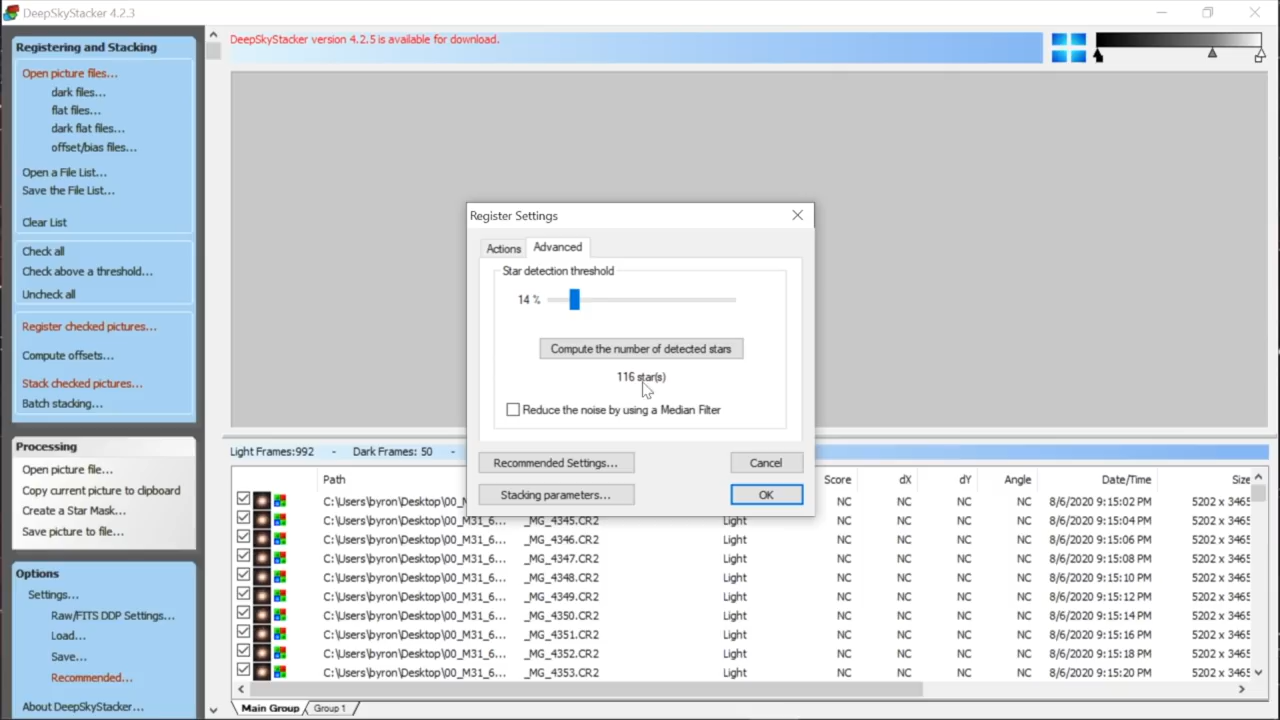 DeepSkyStacker 4.2.3
Registering and Stacking
Open picture files...
dark files...
flat files...
dark flat files...
offset/bias files...
Open a File List...
Save the File List...
Clear List
Check all
Check above a threshold...
Uncheck all
Register checked pictures...
Compute offsets...
Stack checked pictures...
Batch stacking...
Processing
Open picture file...
Copy current picture to clipboard
Create a Star Mask...
Save picture to file...
Options
Settings...
Raw/FITS DDP Settings...
Load...
Save...
Recommended...
About DeepSkyStacker...
DeepSkyStacker version 4.2.5 is available for download.
Register Settings
Actions Advanced
Star detection threshold
14 %
Compute the number of detected stars
116 star(s)
Reduce the noise by using a Median Filter
Recommended Settings... Cancel
Stacking parameters... OK
Light Frames:992 - Dark Frames: 50 -
Path Score dX dY Angle Date/Time Size
C:\Users\byron\Desktop\00_M31_6... NC NC NC NC 8/6/2020 9:15:02 PM 5202 x 3465
C:\Users\byron\Desktop\00_M31_6... _MG_4345.CR2 Light NC NC NC NC 8/6/2020 9:15:04 PM 5202 x 3465
C:\Users\byron\Desktop\00_M31_6... _MG_4346.CR2 Light NC NC NC NC 8/6/2020 9:15:06 PM 5202 x 3465
C:\Users\byron\Desktop\00_M31_6... _MG_4347.CR2 Light NC NC NC NC 8/6/2020 9:15:08 PM 5202 x 3465
C:\Users\byron\Desktop\00_M31_6... _MG_4348.CR2 Light NC NC NC NC 8/6/2020 9:15:10 PM 5202 x 3465
C:\Users\byron\Desktop\00_M31_6... _MG_4349.CR2 Light NC NC NC NC 8/6/2020 9:15:12 PM 5202 x 3465
C:\Users\byron\Desktop\00_M31_6... _MG_4350.CR2 Light NC NC NC NC 8/6/2020 9:15:14 PM 5202 x 3465
C:\Users\byron\Desktop\00_M31_6... _MG_4351.CR2 Light NC NC NC NC 8/6/2020 9:15:16 PM 5202 x 3465
C:\Users\byron\Desktop\00_M31_6... _MG_4352.CR2 Light NC NC NC NC 8/6/2020 9:15:18 PM 5202 x 3465
C:\Users\byron\Desktop\00_M31_6... _MG_4353.CR2 Light NC NC NC NC 8/6/2020 9:15:20 PM 5202 x 3465
Main Group Group 1